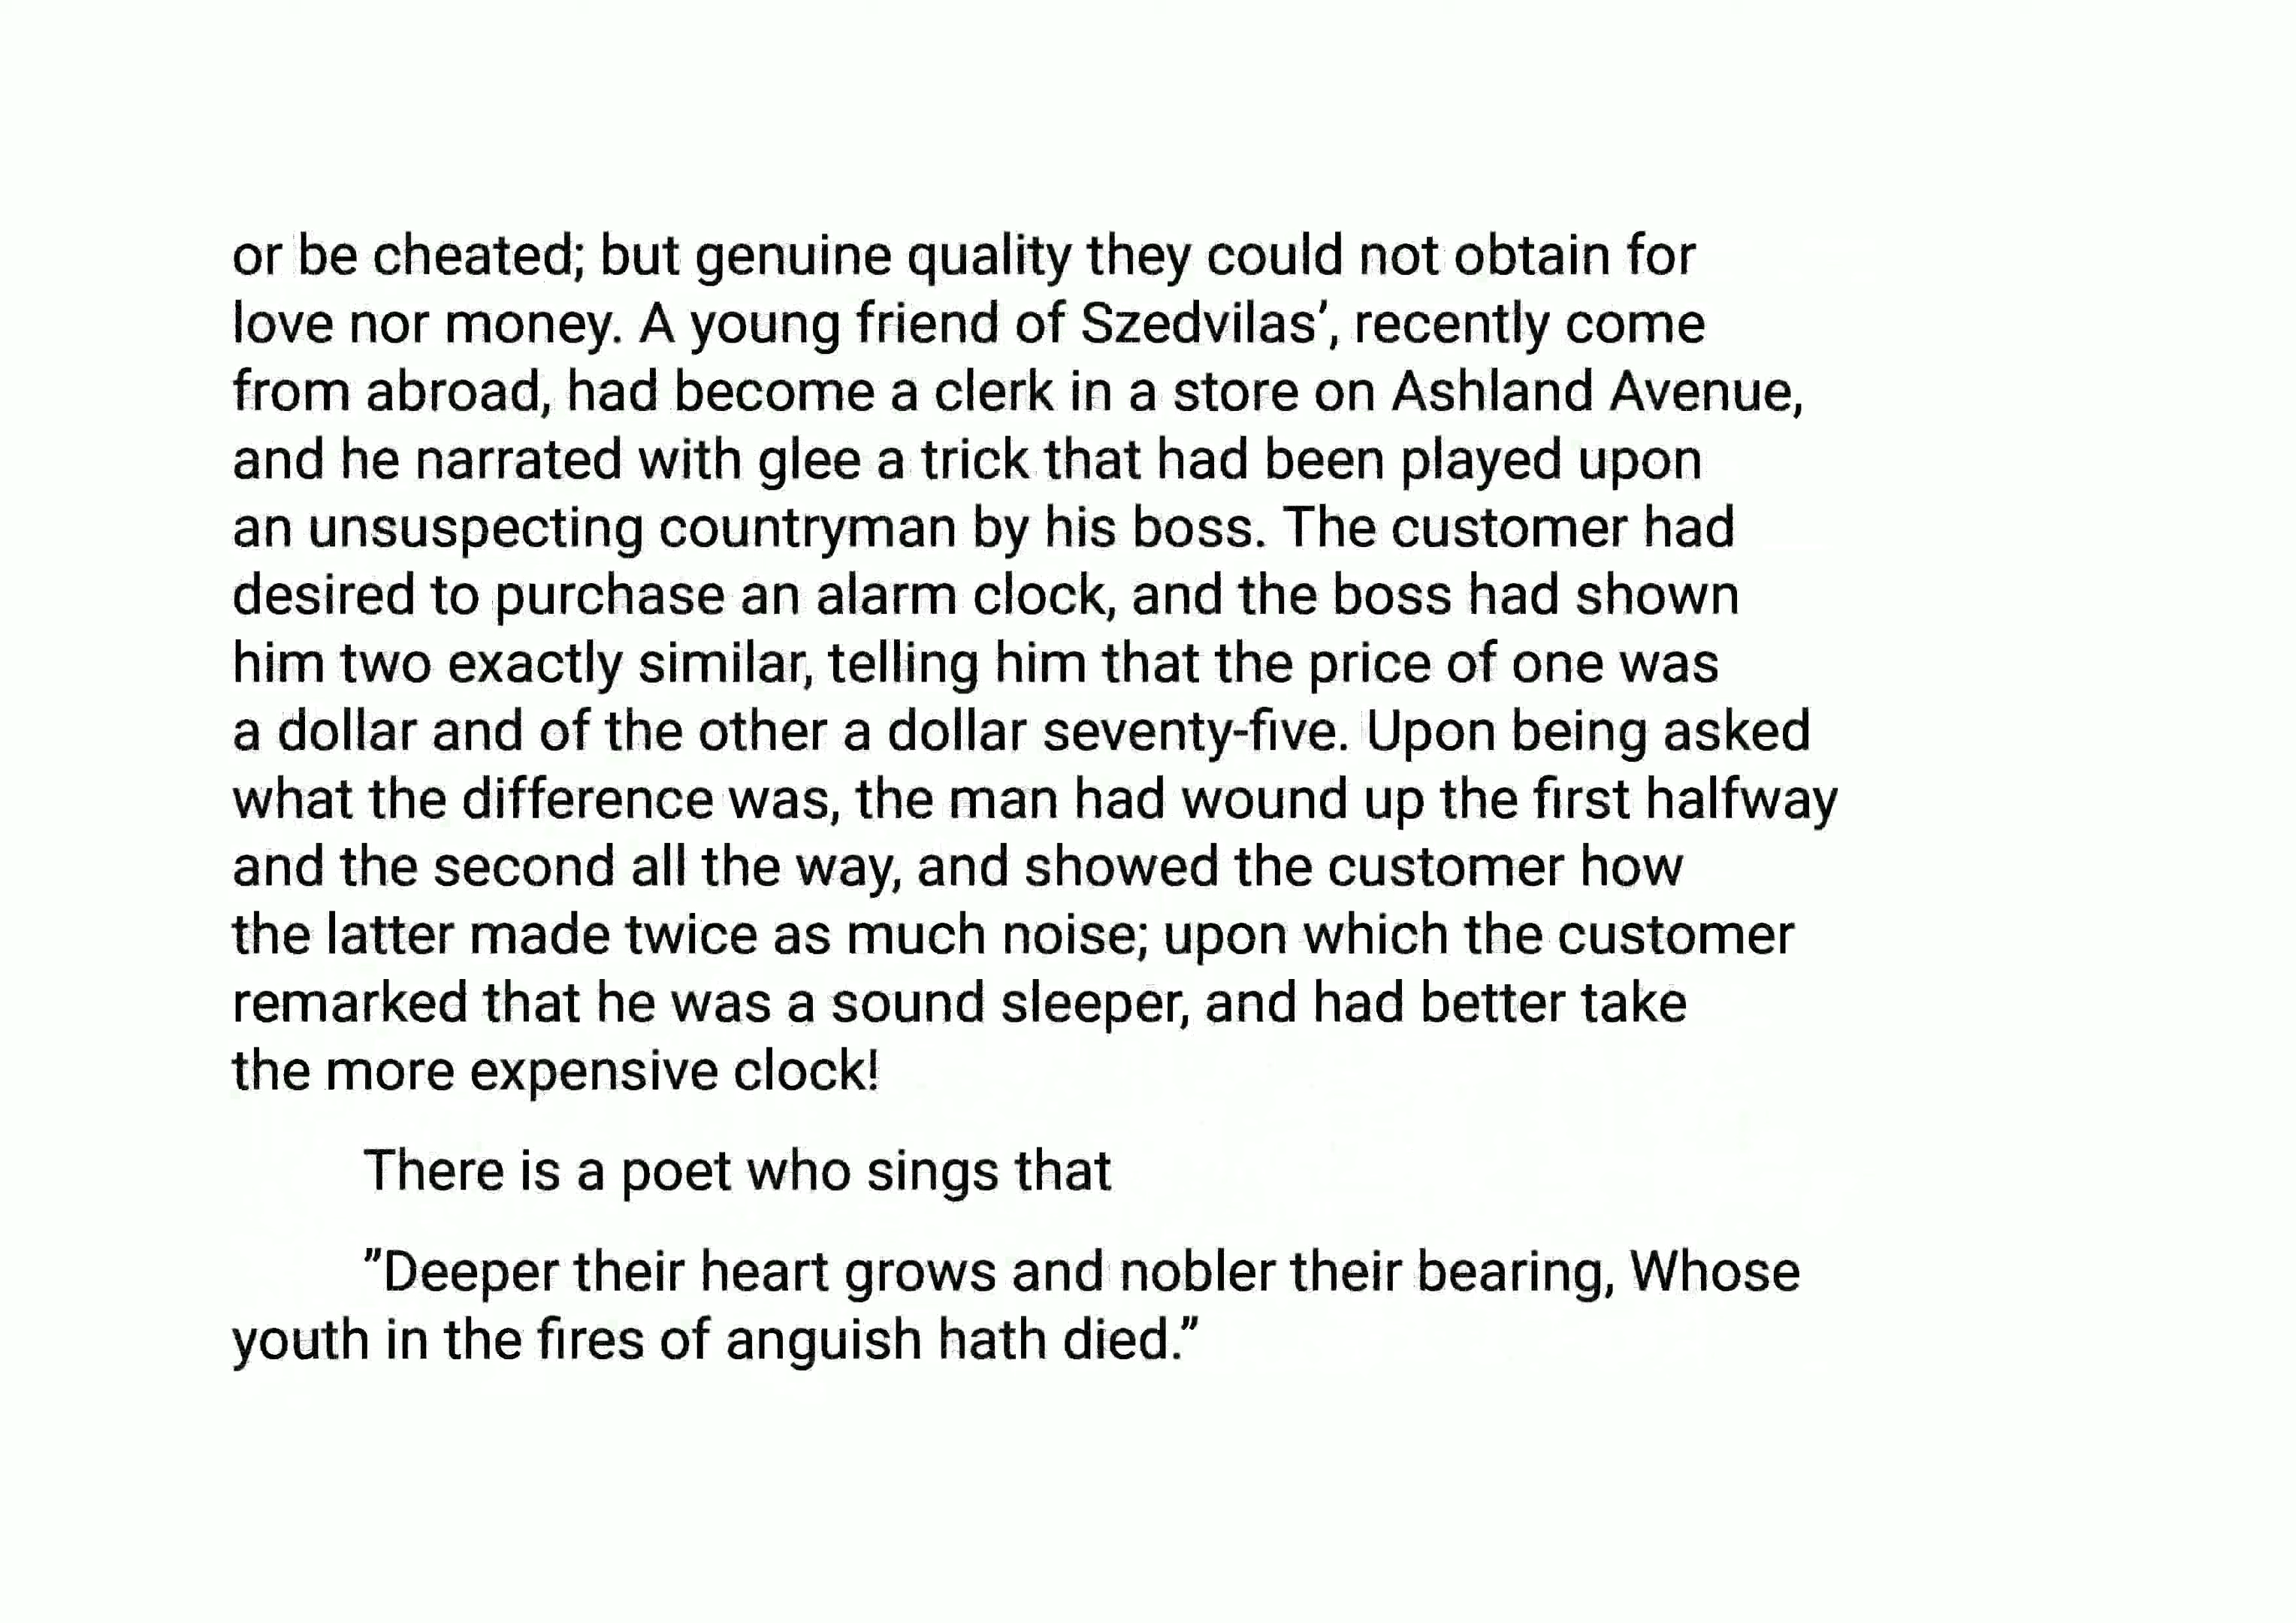 or be cheated; but genuine quality they could not obtain for
love nor money. A young friend of Szedvilas’, recently come
from abroad, had become a clerk in a store on Ashland Avenue,
and he narrated with glee a trick that had been played upon
an unsuspecting countryman by his boss. The customer had
desired to purchase an alarm clock, and the boss had shown
him two exactly similar, telling him that the price of one was
a dollar and of the other a dollar seventy-five. Upon being asked
what the difference was, the man had wound up the first halfway
and the second all the way, and showed the customer how
the latter made twice as much noise; upon which the customer
remarked that he was a sound sleeper, and had better take
the more expensive clock!
There is a poet who sings that
”Deeper their heart grows and nobler their bearing, Whose
youth in the fires of anguish hath died.”